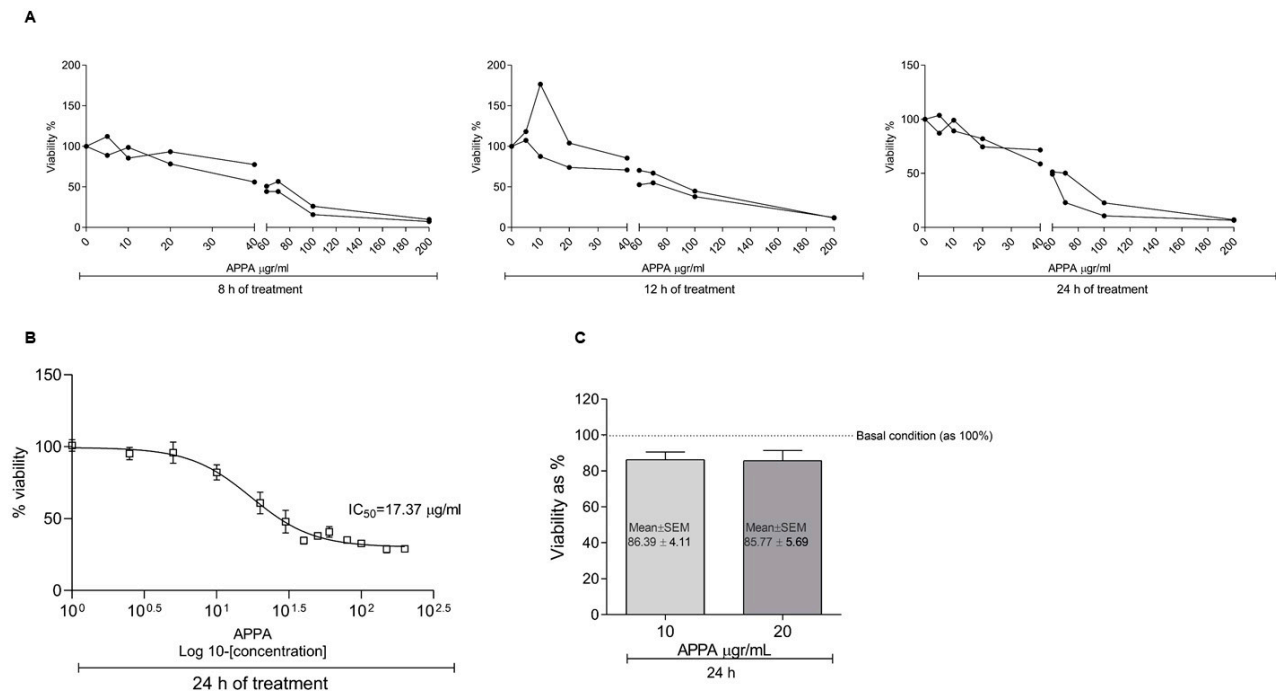 A
200
150
100
50
0
Viability %
0
10
20
30
40
60
80
100
120
140
160
180
200
APPA µgr/ml
8 h of treatment
200
150
100
50
0
Viability %
0
10
20
30
40
60
80
100
120
140
160
180
200
APPA µgr/ml
12 h of treatment
150
100
50
0
Viability %
0
10
20
30
40
60
80
100
120
140
160
180
200
APPA µgr/ml
24 h of treatment
B
150
100
50
0
% viability
IC50=17.37 µg/ml
10^0
10^0.5
10^1
10^1.5
10^2
10^2.5
APPA
Log 10-[concentration]
24 h of treatment
C
120
100
80
60
40
20
0
Viability as %
Basal condition (as 100%)
Mean±SEM
86.39 ± 4.11
Mean±SEM
85.77 ± 5.69
10
20
APPA µgr/mL
24 h